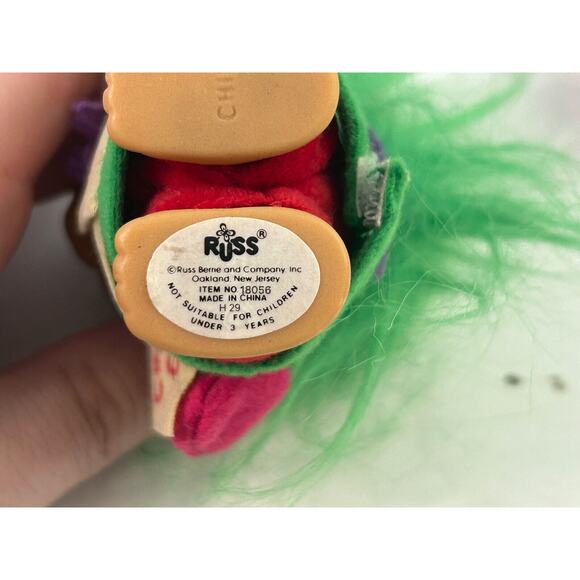 CHI
RUSS®
©Russ Berrie and Company, Inc.
Oakland, New Jersey
ITEM NO. 18056
MADE IN CHINA
H 29
NOT SUITABLE FOR CHILDREN
UNDER 3 YEARS